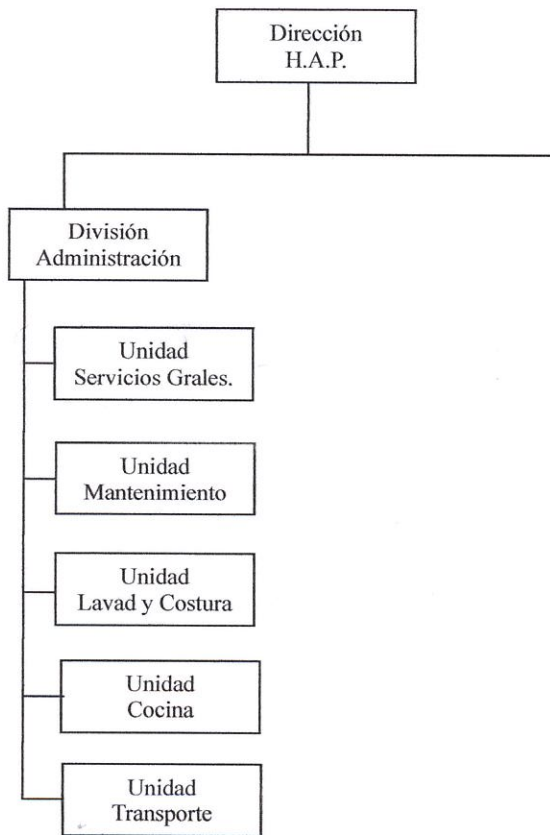 Dirección
H.A.P.
División
Administración
Unidad
Servicios Grales.
Unidad
Mantenimiento
Unidad
Lavad y Costura
Unidad
Cocina
Unidad
Transporte